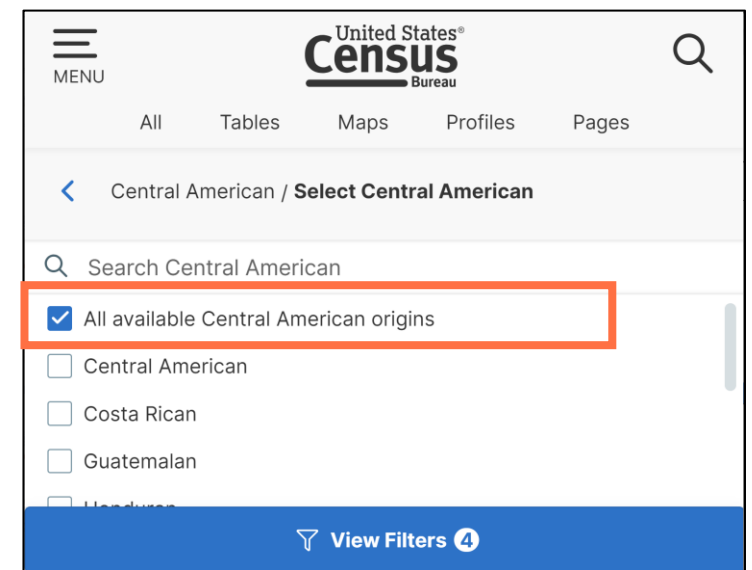 United States®
Census
Bureau
MENU
All Tables Maps Profiles Pages
Central American / Select Central American
Search Central American
All available Central American origins
Central American
Costa Rican
Guatemalan
View Filters 4